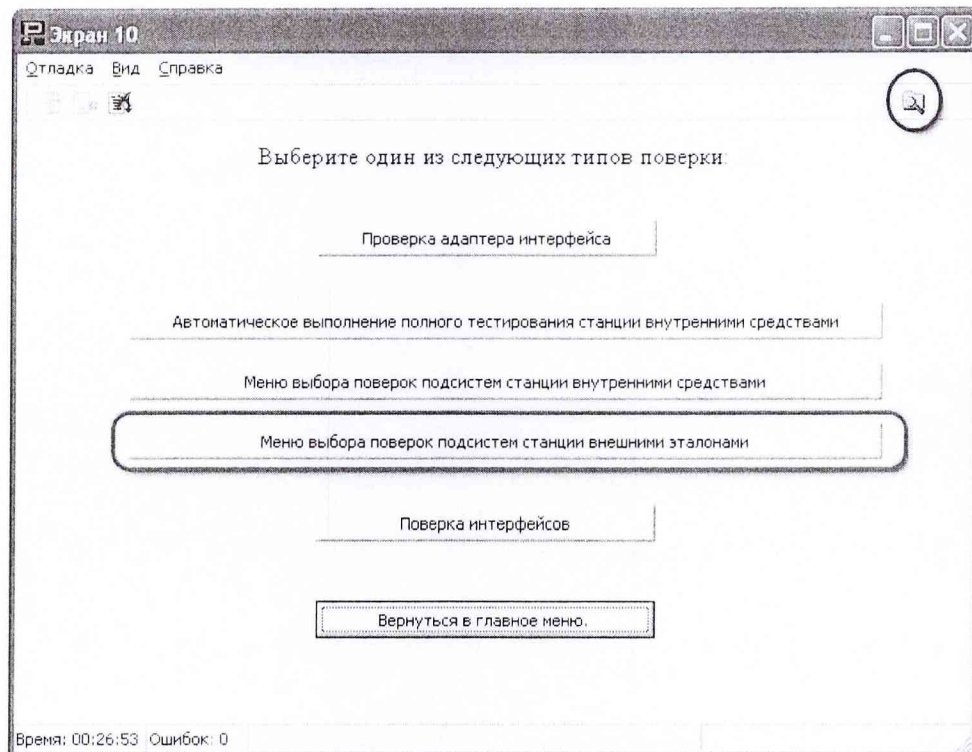 Экран 10
Отладка Вид Справка
Выберите один из следующих типов поверки:
Проверка адаптера интерфейса
Автоматическое выполнение полного тестирования станции внутренними средствами
Меню выбора поверок подсистем станции внутренними средствами
Меню выбора поверок подсистем станции внешними эталонами
Поверка интерфейсов
Вернуться в главное меню.
Время: 00:26:53 Ошибок: 0